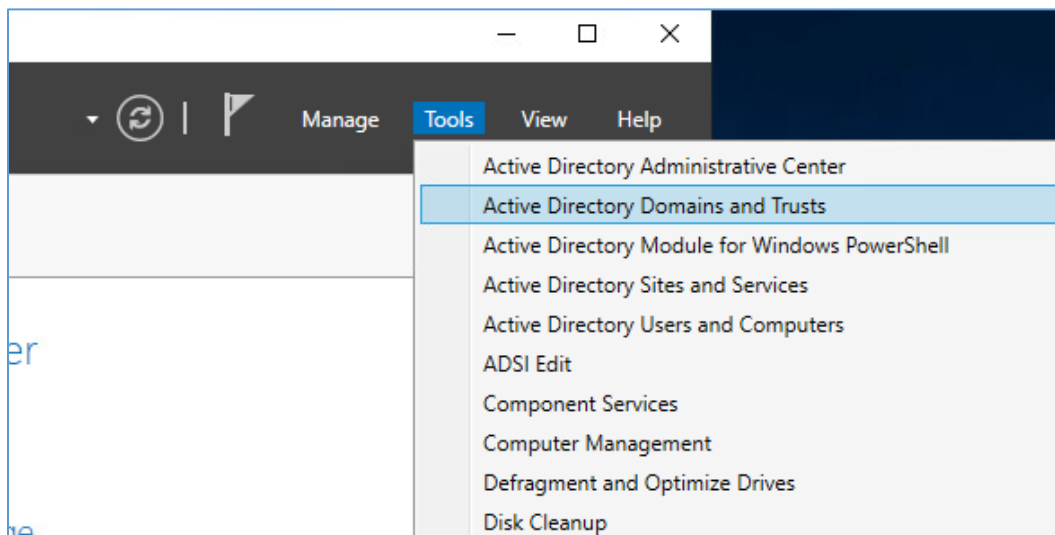 Manage Tools View Help
Active Directory Administrative Center
Active Directory Domains and Trusts
Active Directory Module for Windows PowerShell
Active Directory Sites and Services
Active Directory Users and Computers
er
ADSI Edit
Component Services
Computer Management
Defragment and Optimize Drives
Disk Cleanup